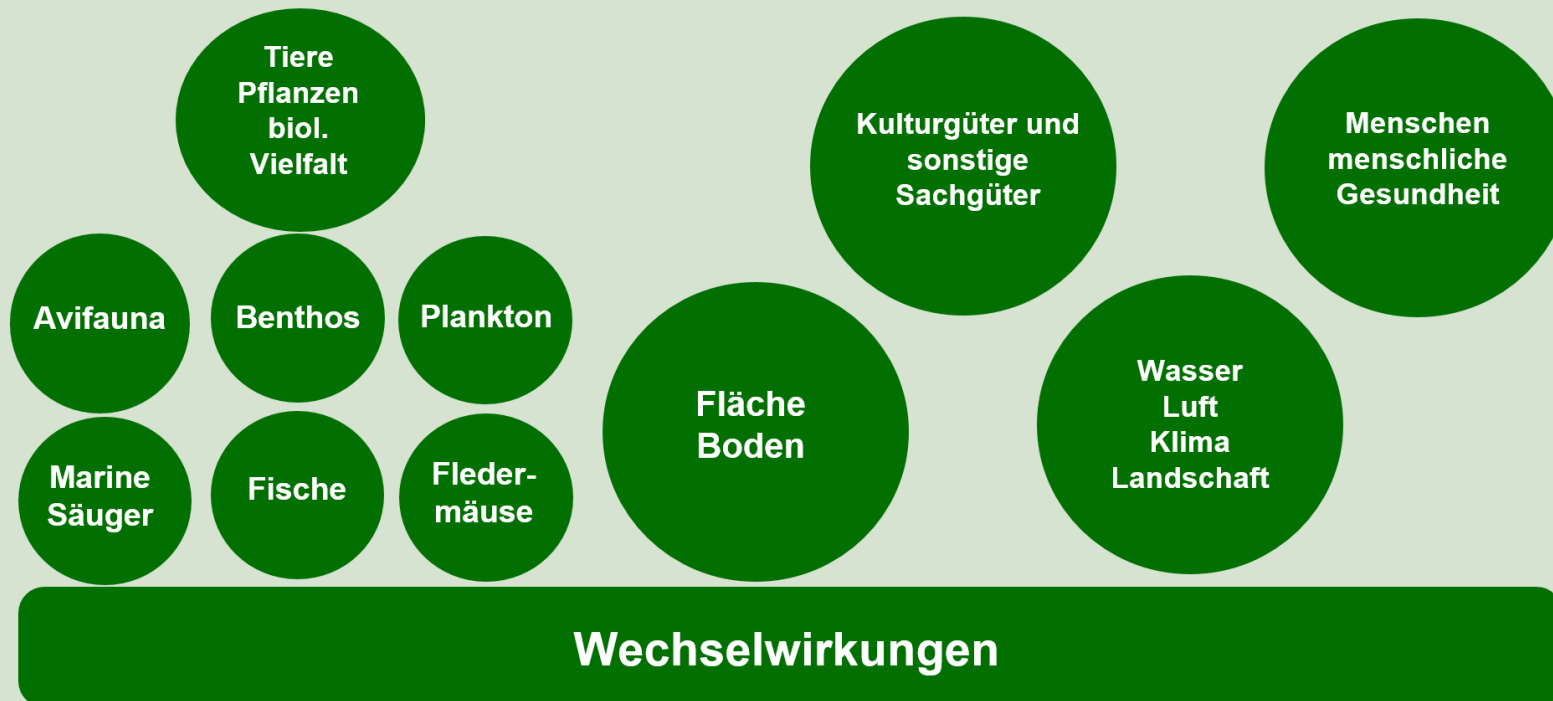 Tiere
Pflanzen
biol.
Vielfalt
Kulturgüter und
sonstige
Sachgüter
Menschen
menschliche
Gesundheit
Avifauna
Benthos
Plankton
Fläche
Boden
Wasser
Luft
Klima
Landschaft
Marine
Säuger
Fische
Fleder-
mäuse
Wechselwirkungen